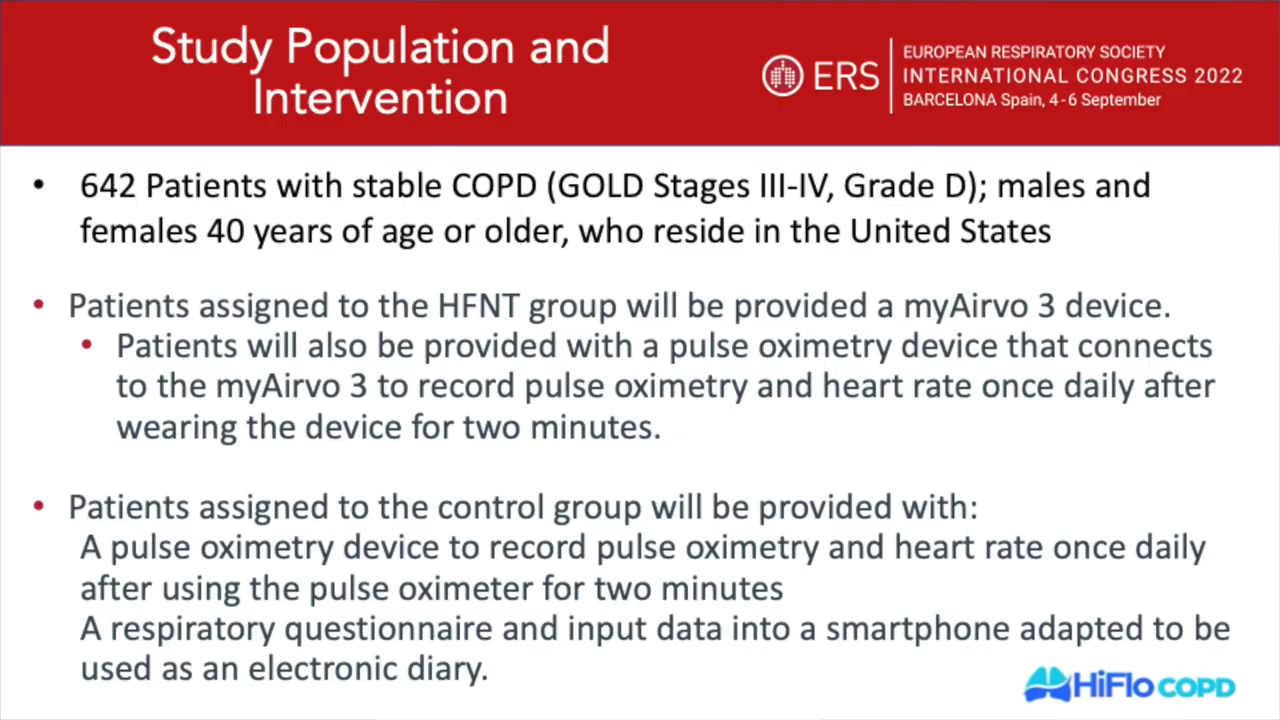 Study Population and
Intervention
ERS
EUROPEAN RESPIRATORY SOCIETY
INTERNATIONAL CONGRESS 2022
BARCELONA Spain, 4-6 September
• 642 Patients with stable COPD (GOLD Stages III-IV, Grade D); males and
females 40 years of age or older, who reside in the United States
• Patients assigned to the HFNT group will be provided a myAirvo 3 device.
• Patients will also be provided with a pulse oximetry device that connects
to the myAirvo 3 to record pulse oximetry and heart rate once daily after
wearing the device for two minutes.
• Patients assigned to the control group will be provided with:
A pulse oximetry device to record pulse oximetry and heart rate once daily
after using the pulse oximeter for two minutes
A respiratory questionnaire and input data into a smartphone adapted to be
used as an electronic diary.
HiFlo COPD